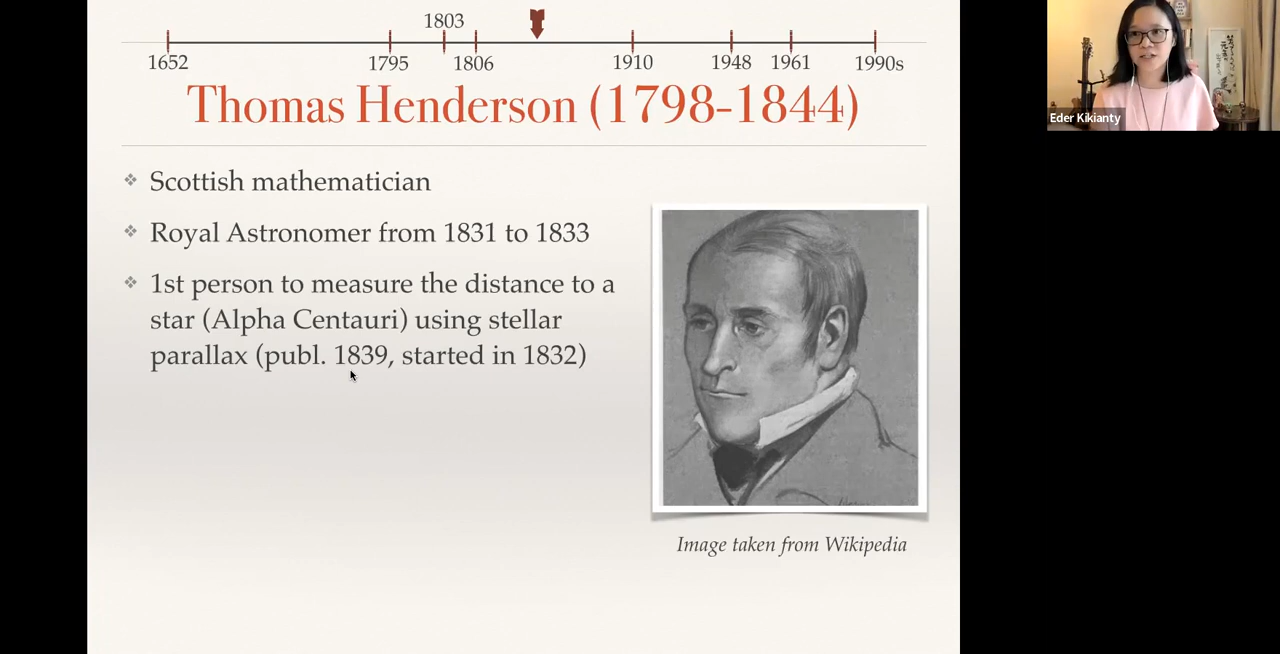 1803
1652 1795 1806 1910 1948 1961 1990s
Thomas Henderson (1798-1844)
Scottish mathematician
Royal Astronomer from 1831 to 1833
1st person to measure the distance to a
star (Alpha Centauri) using stellar
parallax (publ. 1839, started in 1832)
Image taken from Wikipedia
Eder Kikianty